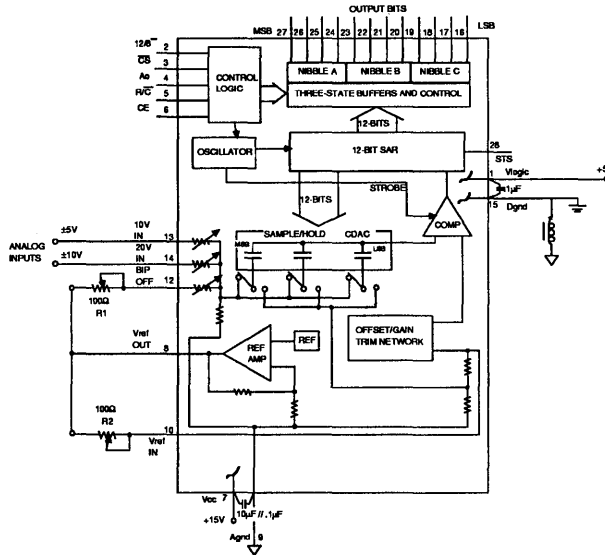 OUTPUT BITS
MSB 27 26 25 24 23 22 21 20 19 18 17 16 LSB
12/8
2
CS
3
Ao
4
R/C
5
CE
6
CONTROL
LOGIC
NIBBLE A NIBBLE B NIBBLE C
THREE-STATE BUFFERS AND CONTROL
12-BITS
OSCILLATOR
12-BIT SAR
28
STS
1 Vlogic +5
1µF
15 Dgnd
12-BITS
STROBE
COMP
ANALOG
INPUTS
±5V
10V
IN
13
±10V
20V
IN
14
BIP
OFF
12
100Ω
R1
SAMPLE/HOLD CDAC
MSB
LSB
Vref
OUT
8
REF
AMP
REF
OFFSET/GAIN
TRIM NETWORK
100Ω
R2
10
Vref
IN
Vcc 7
10µF//.1µF
+15V
Agnd 9